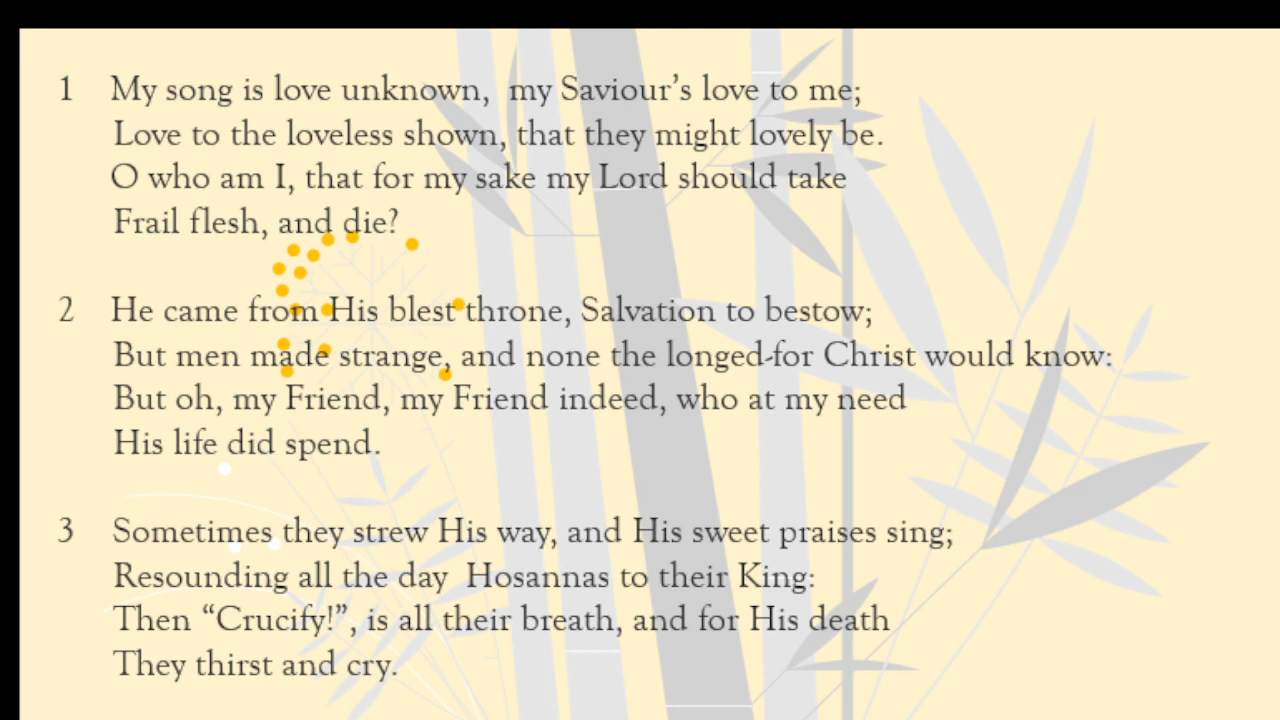 1 My song is love unknown, my Saviour’s love to me;
Love to the loveless shown, that they might lovely be.
O who am I, that for my sake my Lord should take
Frail flesh, and die?
2 He came from His blest throne, Salvation to bestow;
But men made strange, and none the longed-for Christ would know:
But oh, my Friend, my Friend indeed, who at my need
His life did spend.
3 Sometimes they strew His way, and His sweet praises sing;
Resounding all the day Hosannas to their King:
Then “Crucify!”, is all their breath, and for His death
They thirst and cry.